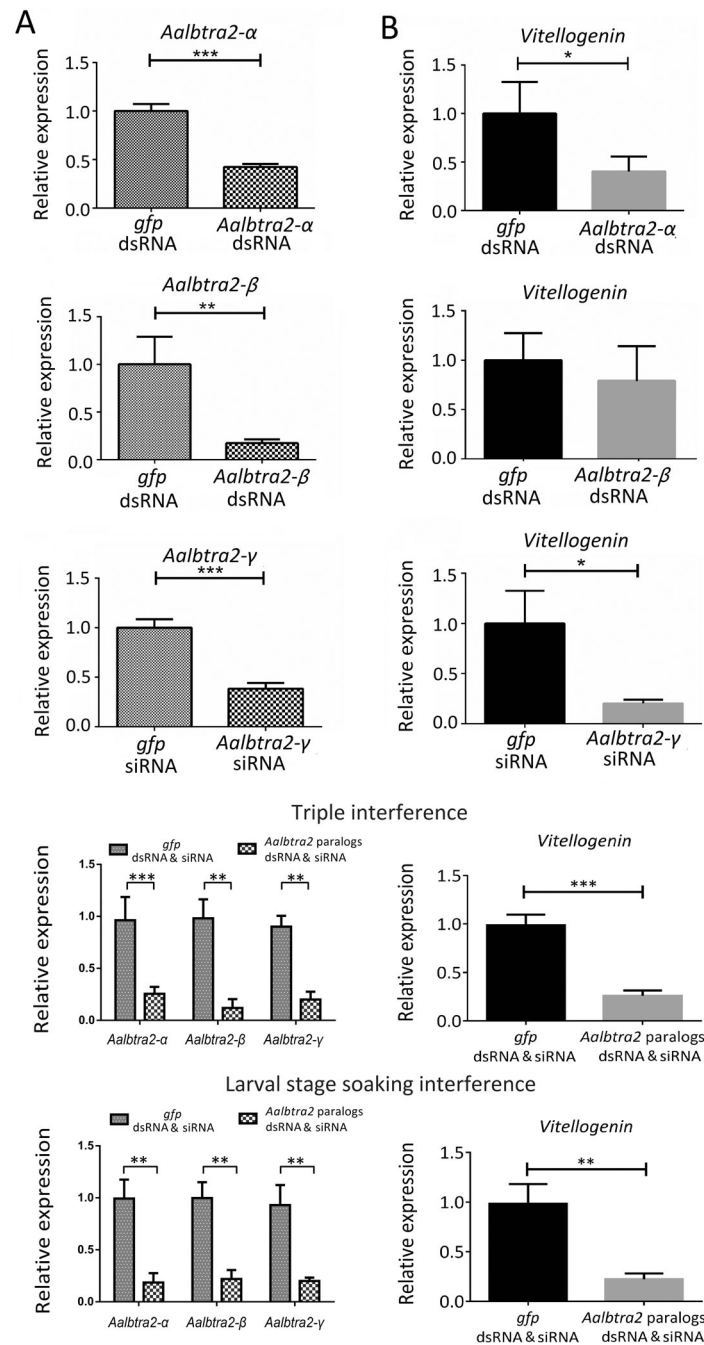 A
Aalbtra2-α
***
Relative expression
1.5
1.0
0.5
0.0
gfp
dsRNA
Aalbtra2-α
dsRNA
B
Vitellogenin
*
Relative expression
1.5
1.0
0.5
0.0
gfp
dsRNA
Aalbtra2-α
dsRNA
Aalbtra2-β
**
Relative expression
1.5
1.0
0.5
0.0
gfp
dsRNA
Aalbtra2-β
dsRNA
Vitellogenin
Relative expression
1.5
1.0
0.5
0.0
gfp
dsRNA
Aalbtra2-β
dsRNA
Aalbtra2-γ
***
Relative expression
1.5
1.0
0.5
0.0
gfp
siRNA
Aalbtra2-γ
siRNA
Vitellogenin
*
Relative expression
1.5
1.0
0.5
0.0
gfp
siRNA
Aalbtra2-γ
siRNA
Triple interference
gfp
dsRNA & siRNA
Aalbtra2 paralogs
dsRNA & siRNA
*** ** **
Relative expression
1.5
1.0
0.5
0.0
Aalbtra2-α Aalbtra2-β Aalbtra2-γ
Vitellogenin
***
Relative expression
1.5
1.0
0.5
0.0
gfp
dsRNA & siRNA
Aalbtra2 paralogs
dsRNA & siRNA
Larval stage soaking interference
gfp
dsRNA & siRNA
Aalbtra2 paralogs
dsRNA & siRNA
** ** **
Relative expression
1.5
1.0
0.5
0.0
Aalbtra2-α Aalbtra2-β Aalbtra2-γ
Vitellogenin
**
Relative expression
1.5
1.0
0.5
0.0
gfp
dsRNA & siRNA
Aalbtra2 paralogs
dsRNA & siRNA